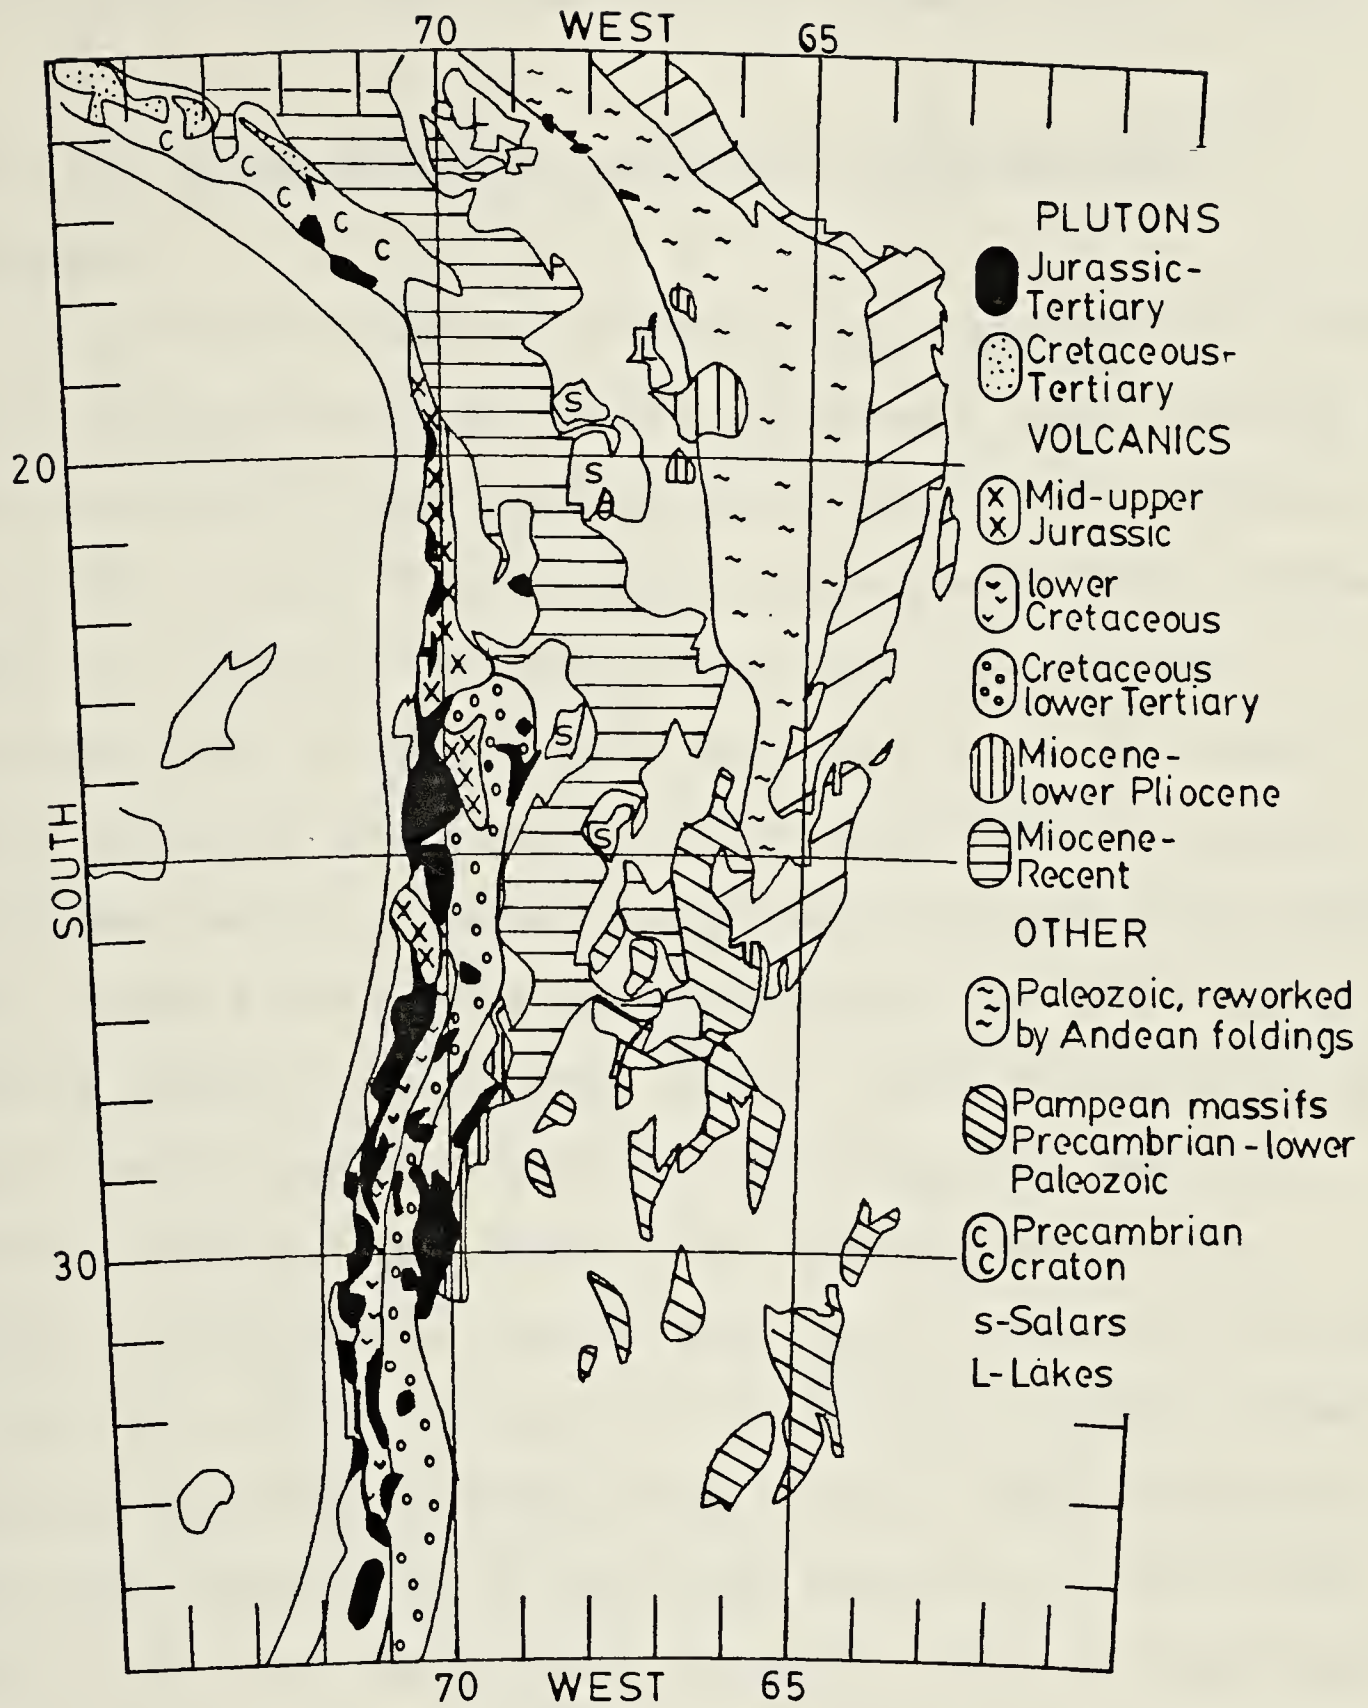 70 WEST 65
PLUTONS
Jurassic-
Tertiary
Cretaceous-
Tertiary
VOLCANICS
x Mid-upper
x Jurassic
lower
Cretaceous
Cretaceous
lower Tertiary
Miocene-
lower Pliocene
Miocene-
Recent
OTHER
Paleozoic, reworked
by Andean foldings
Pampean massifs
Precambrian-lower
Paleozoic
C Precambrian
C craton
s-Salars
L-Lakes
20
SOUTH
30
C
C
C
C
C
L
L
S
S
S
S
70 WEST 65